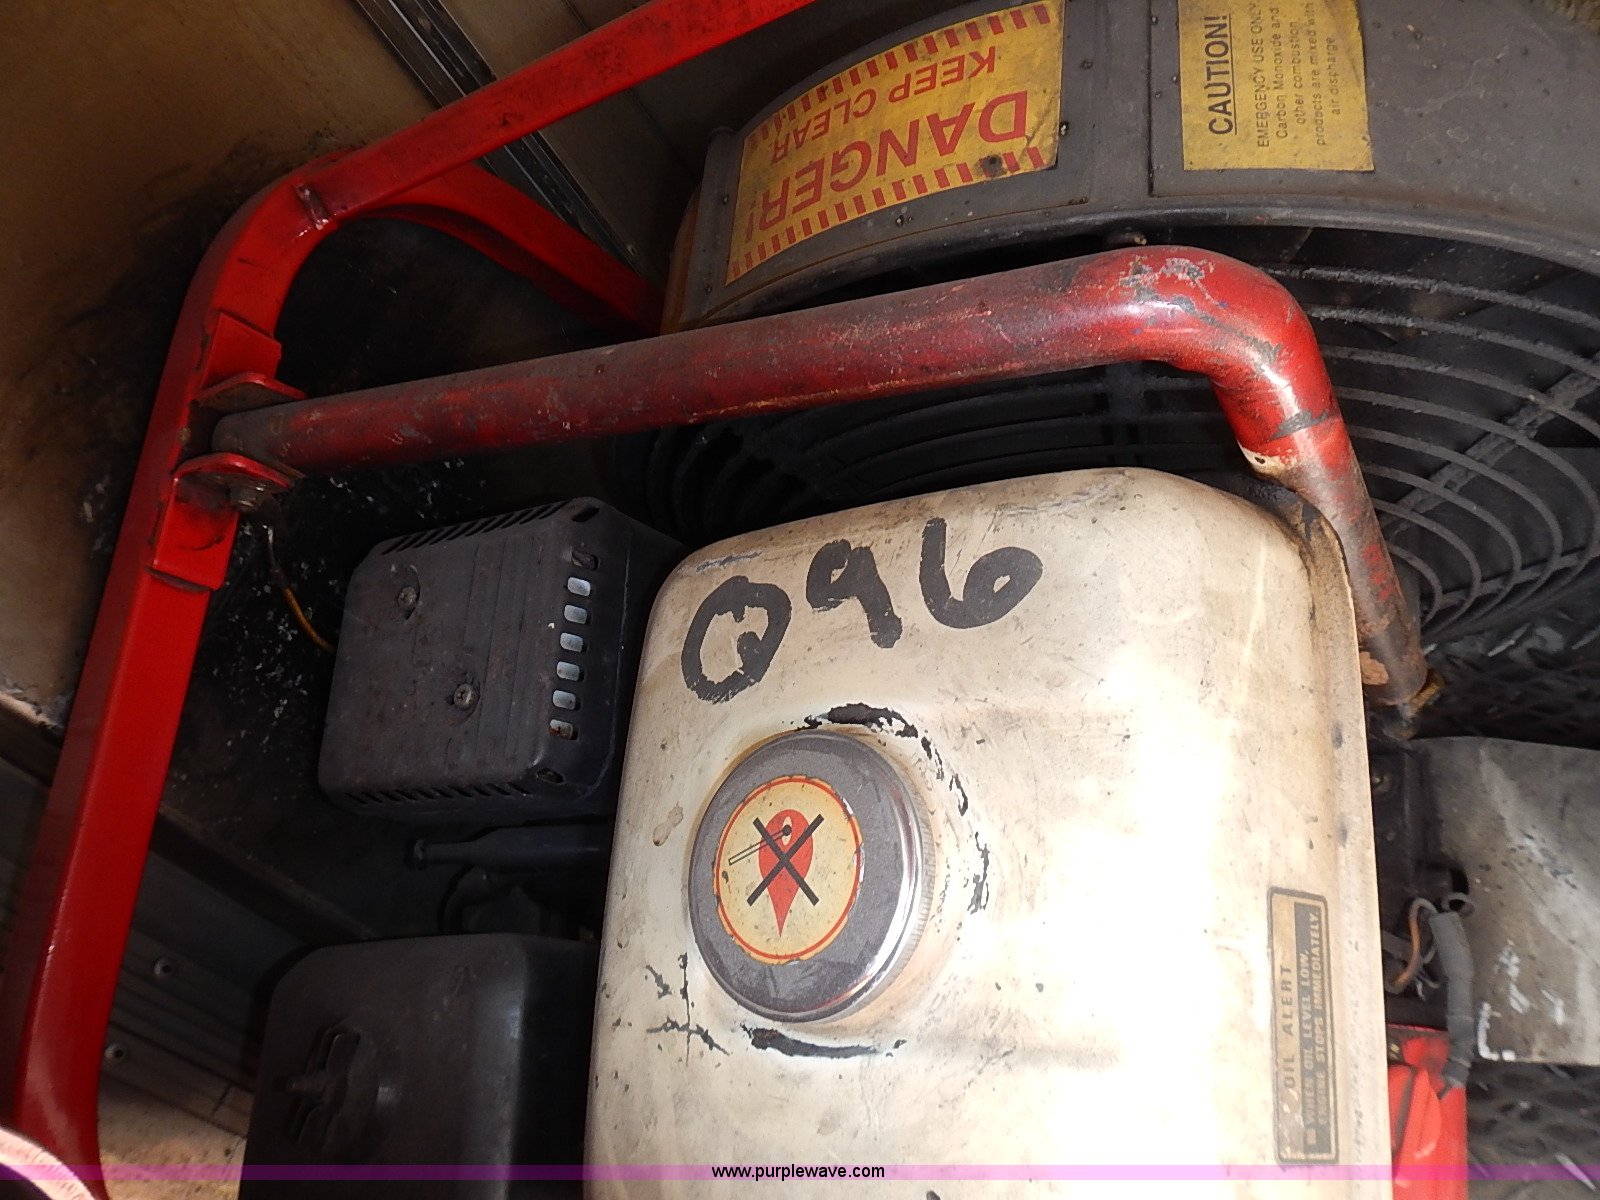 DANGER!
KEEP CLEAR
CAUTION!
EMERGENCY USE ONLY
Carbon Monoxide and
other combustion
products are mixed with
air discharge
096
OIL ALERT
WHEN OIL LEVEL LOW,
ENGINE STOPS IMMEDIATELY.
www.purplewave.com